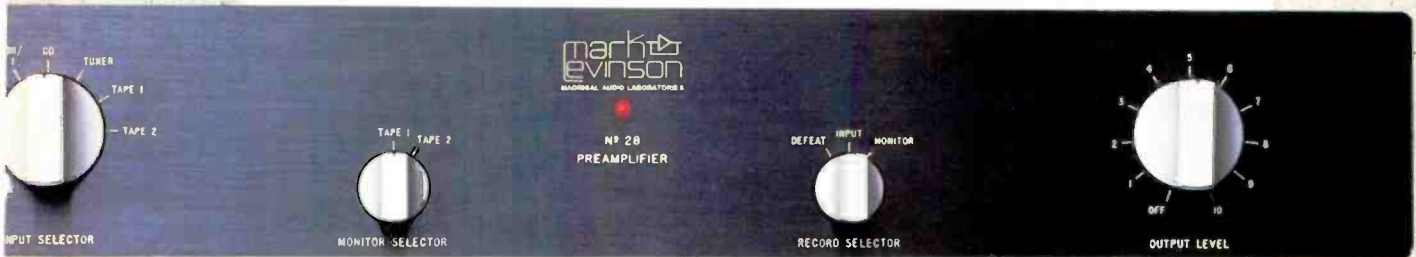 CD
TUNER
TAPE 1
TAPE 2
INPUT SELECTOR
TAPE 1
TAPE 2
MONITOR SELECTOR
mark
levinson
MADRIGAL AUDIO LABORATORIES
Nº 28
PREAMPLIFIER
DEFEAT
INPUT
MONITOR
RECORD SELECTOR
OFF
1
2
3
4
5
6
7
8
9
10
OUTPUT LEVEL